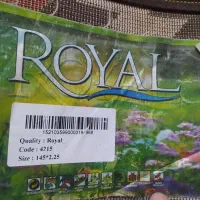 ROYAL
Quality : Royal
Code : 4715
Size : 145*2.25